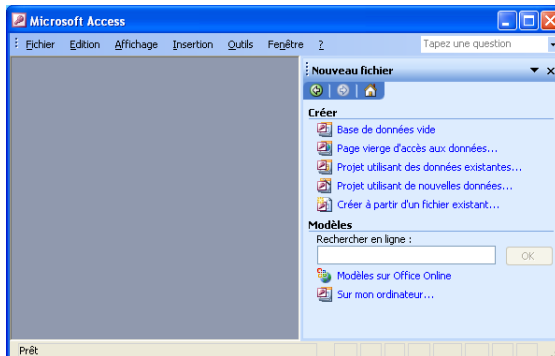 Microsoft Access
Fichier Edition Affichage Insertion Outils Fenêtre ? Tapez une question
Nouveau fichier
Créer
Base de données vide
Page vierge d'accès aux données...
Projet utilisant des données existantes...
Projet utilisant de nouvelles données...
Créer à partir d'un fichier existant...
Modèles
Rechercher en ligne :
OK
Modèles sur Office Online
Sur mon ordinateur...
Prêt